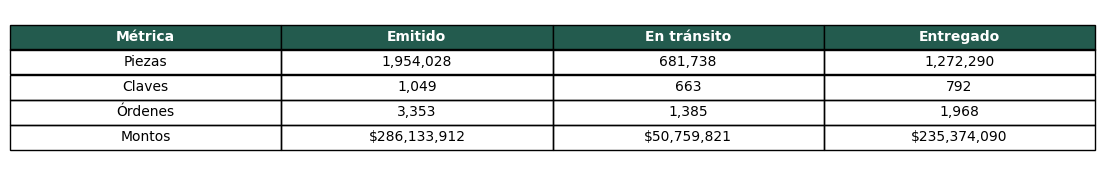 Métrica Emitido En tránsito Entregado
Piezas 1,954,028 681,738 1,272,290
Claves 1,049 663 792
Órdenes 3,353 1,385 1,968
Montos $286,133,912 $50,759,821 $235,374,090